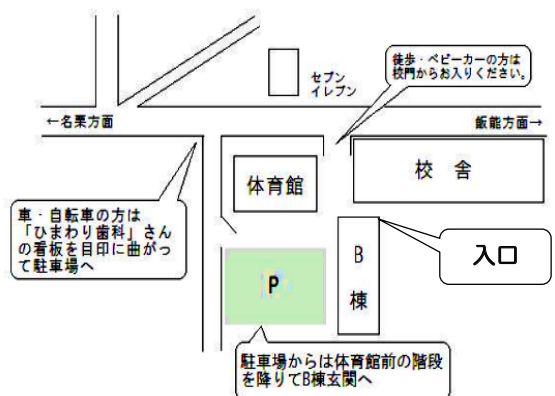 セブン
イレブン
徒歩・ベビーカーの方は
校門からお入りください。
←名栗方面
飯能方面→
体育館
校 舎
車・自転車の方は
「ひまわり歯科」さん
の看板を目印に曲がっ
て駐車場へ
P
B
棟
入口
駐車場からは体育館前の階段
を降りてB棟玄関へ